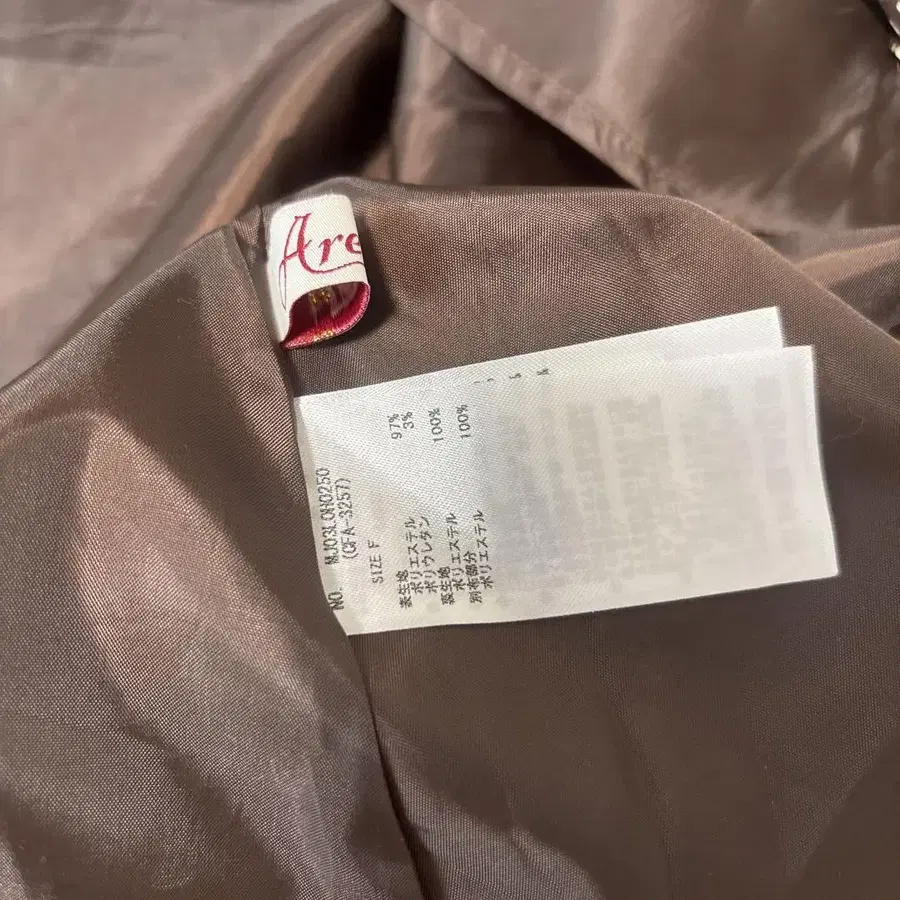 Are
NO. MJ03L0H0250
(CFA-3257)
SIZE F
表生地
ポリエステル 97%
ポリウレタン 3%
裏生地
ポリエステル 100%
別布部分
ポリエステル 100%